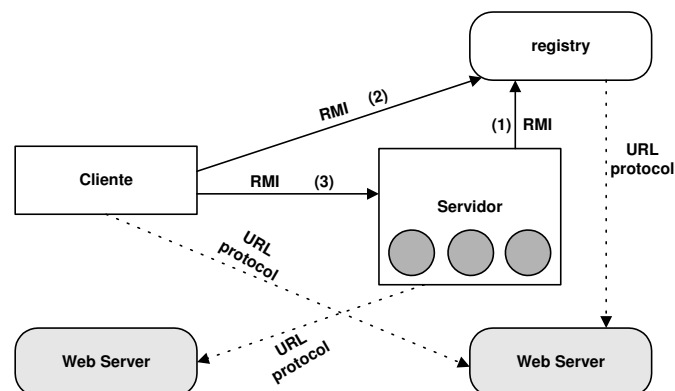 registry
RMI (2)
(1) RMI
URL
protocol
Cliente
RMI (3)
Servidor
URL
protocol
URL
protocol
Web Server
Web Server